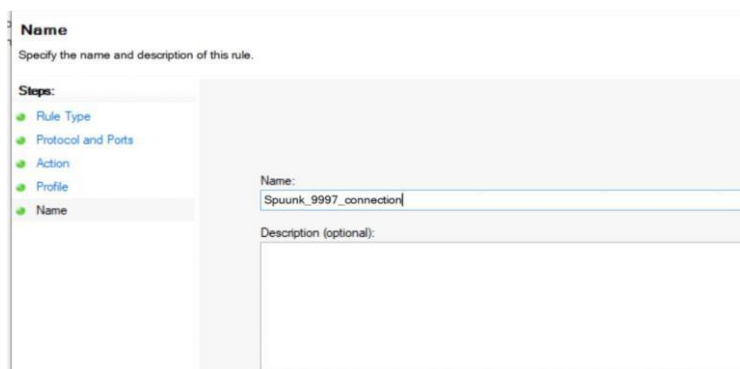 Name
Specify the name and description of this rule.
Steps:
Rule Type
Protocol and Ports
Action
Profile
Name
Name:
Spuunk_9997_connection
Description (optional):